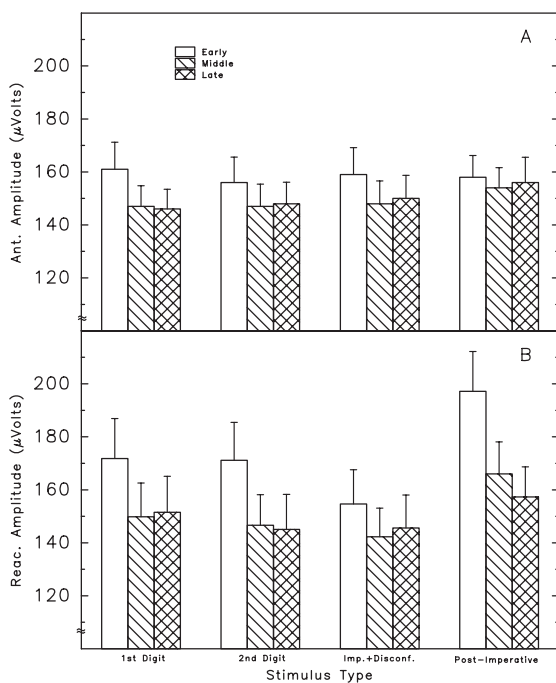 A
Early
Middle
Late
Ant. Amplitude (μVolts)
200
180
160
140
120
B
Reac. Amplitude (μVolts)
200
180
160
140
120
1st Digit 2nd Digit Imp.+Disconf. Post-Imperative
Stimulus Type